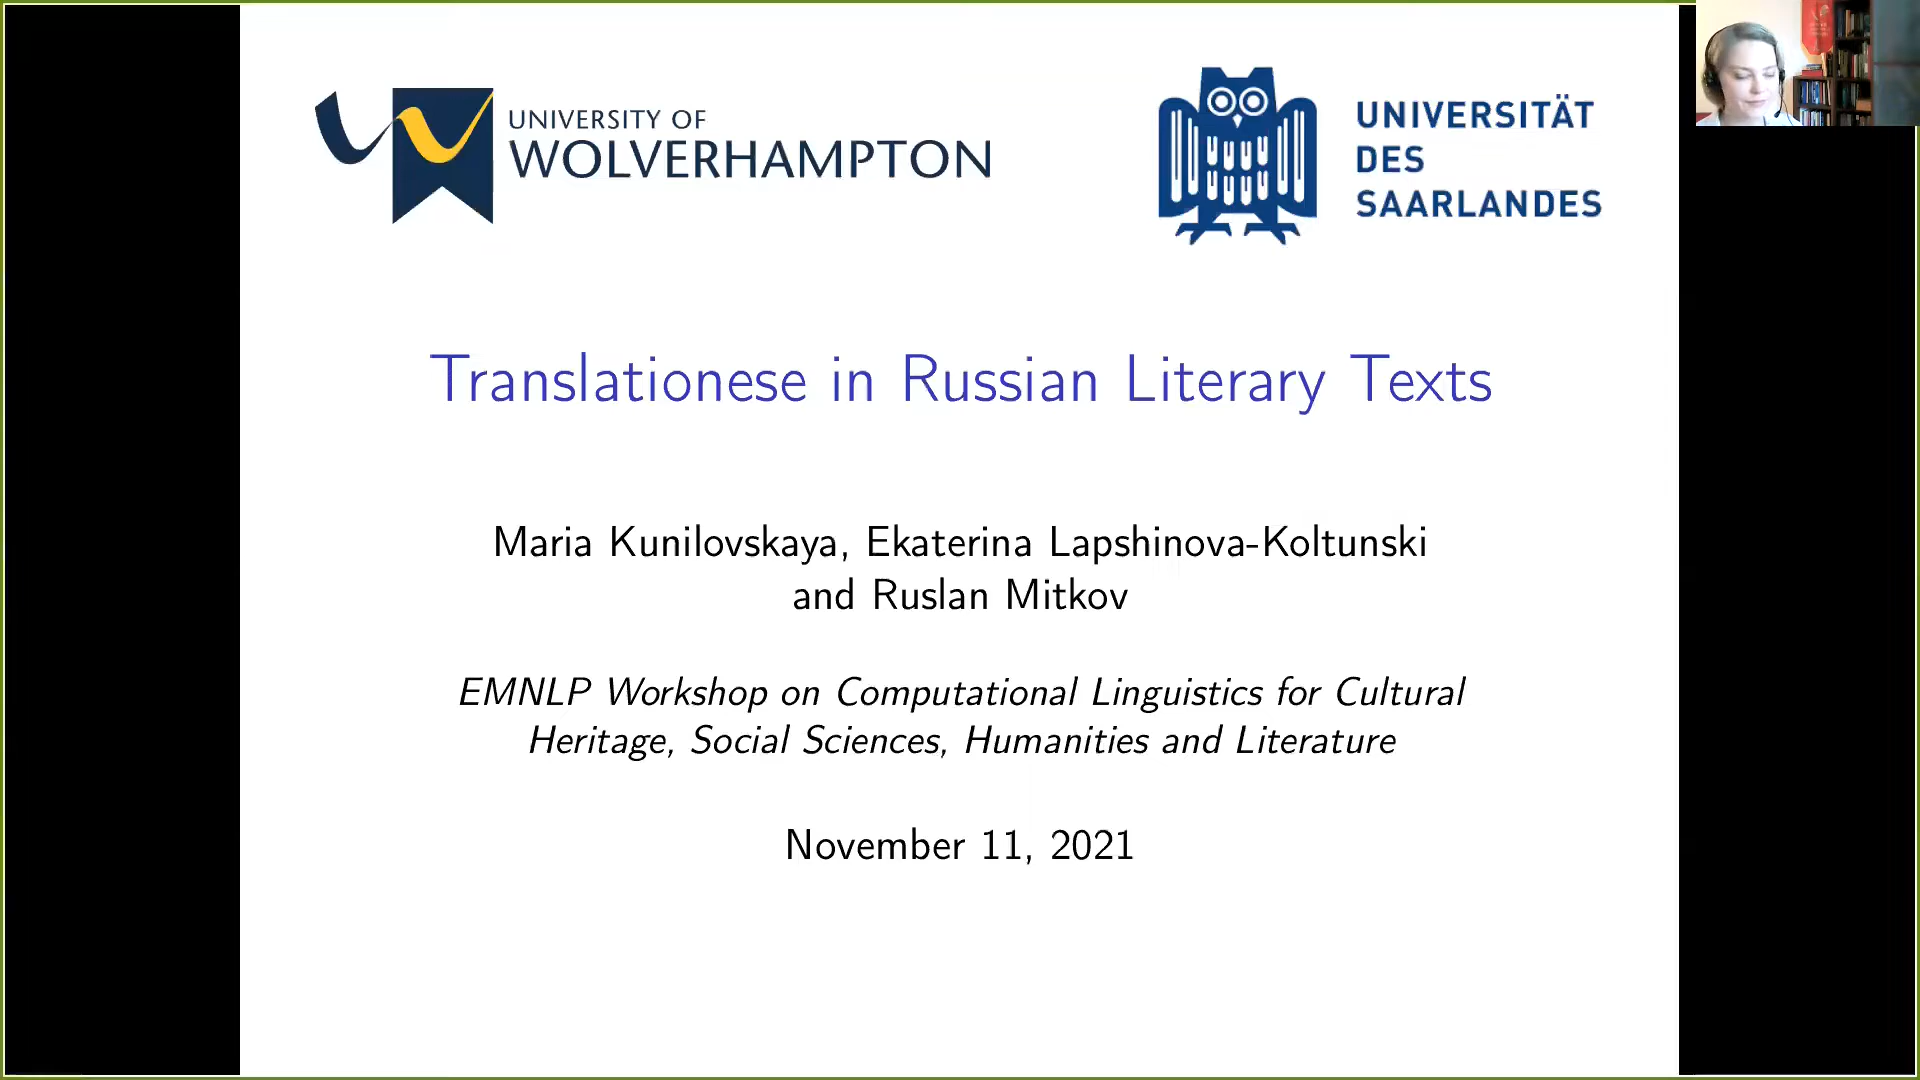 UNIVERSITY OF
WOLVERHAMPTON
UNIVERSITÄT
DES
SAARLANDES
Translationese in Russian Literary Texts
Maria Kunilovskaya, Ekaterina Lapshinova-Koltunski
and Ruslan Mitkov
EMNLP Workshop on Computational Linguistics for Cultural
Heritage, Social Sciences, Humanities and Literature
November 11, 2021